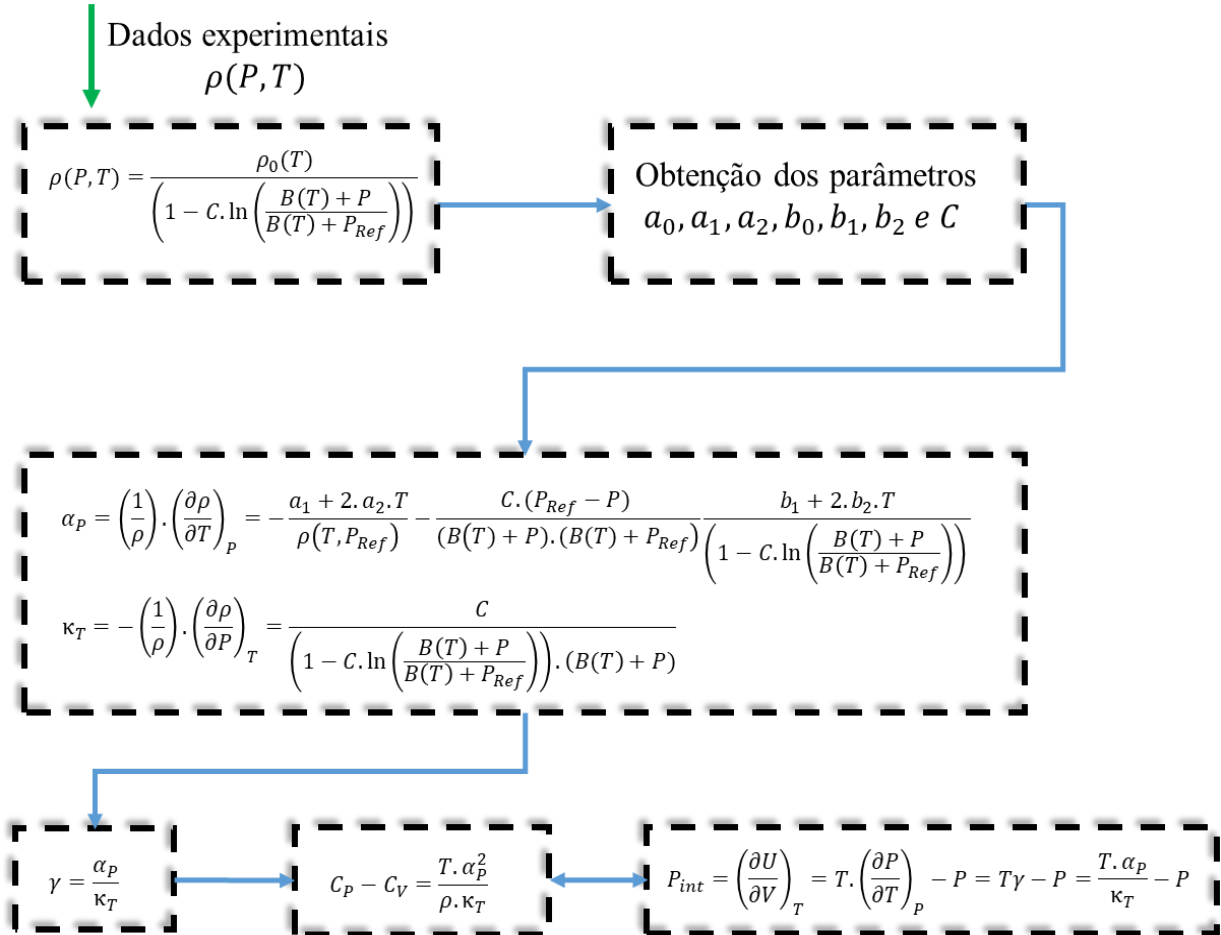 Dados experimentais
ρ(P, T)
ρ(P, T) = ρ₀(T) / (1 − C. ln((B(T) + P) / (B(T) + P_Ref)))
Obtenção dos parâmetros
a₀, a₁, a₂, b₀, b₁, b₂ e C
α_P = (1/ρ). (∂ρ/∂T)_P = − (a₁ + 2. a₂. T) / ρ(T, P_Ref) − (C. (P_Ref − P)) / ((B(T) + P). (B(T) + P_Ref)) (b₁ + 2. b₂. T) / (1 − C. ln((B(T) + P) / (B(T) + P_Ref)))
κ_T = − (1/ρ). (∂ρ/∂P)_T = C / ((1 − C. ln((B(T) + P) / (B(T) + P_Ref))). (B(T) + P))
γ = α_P / κ_T
C_P − C_V = T. α_P² / ρ. κ_T
P_int = (∂U/∂V)_T = T. (∂P/∂T)_P − P = Tγ − P = T. α_P / κ_T − P